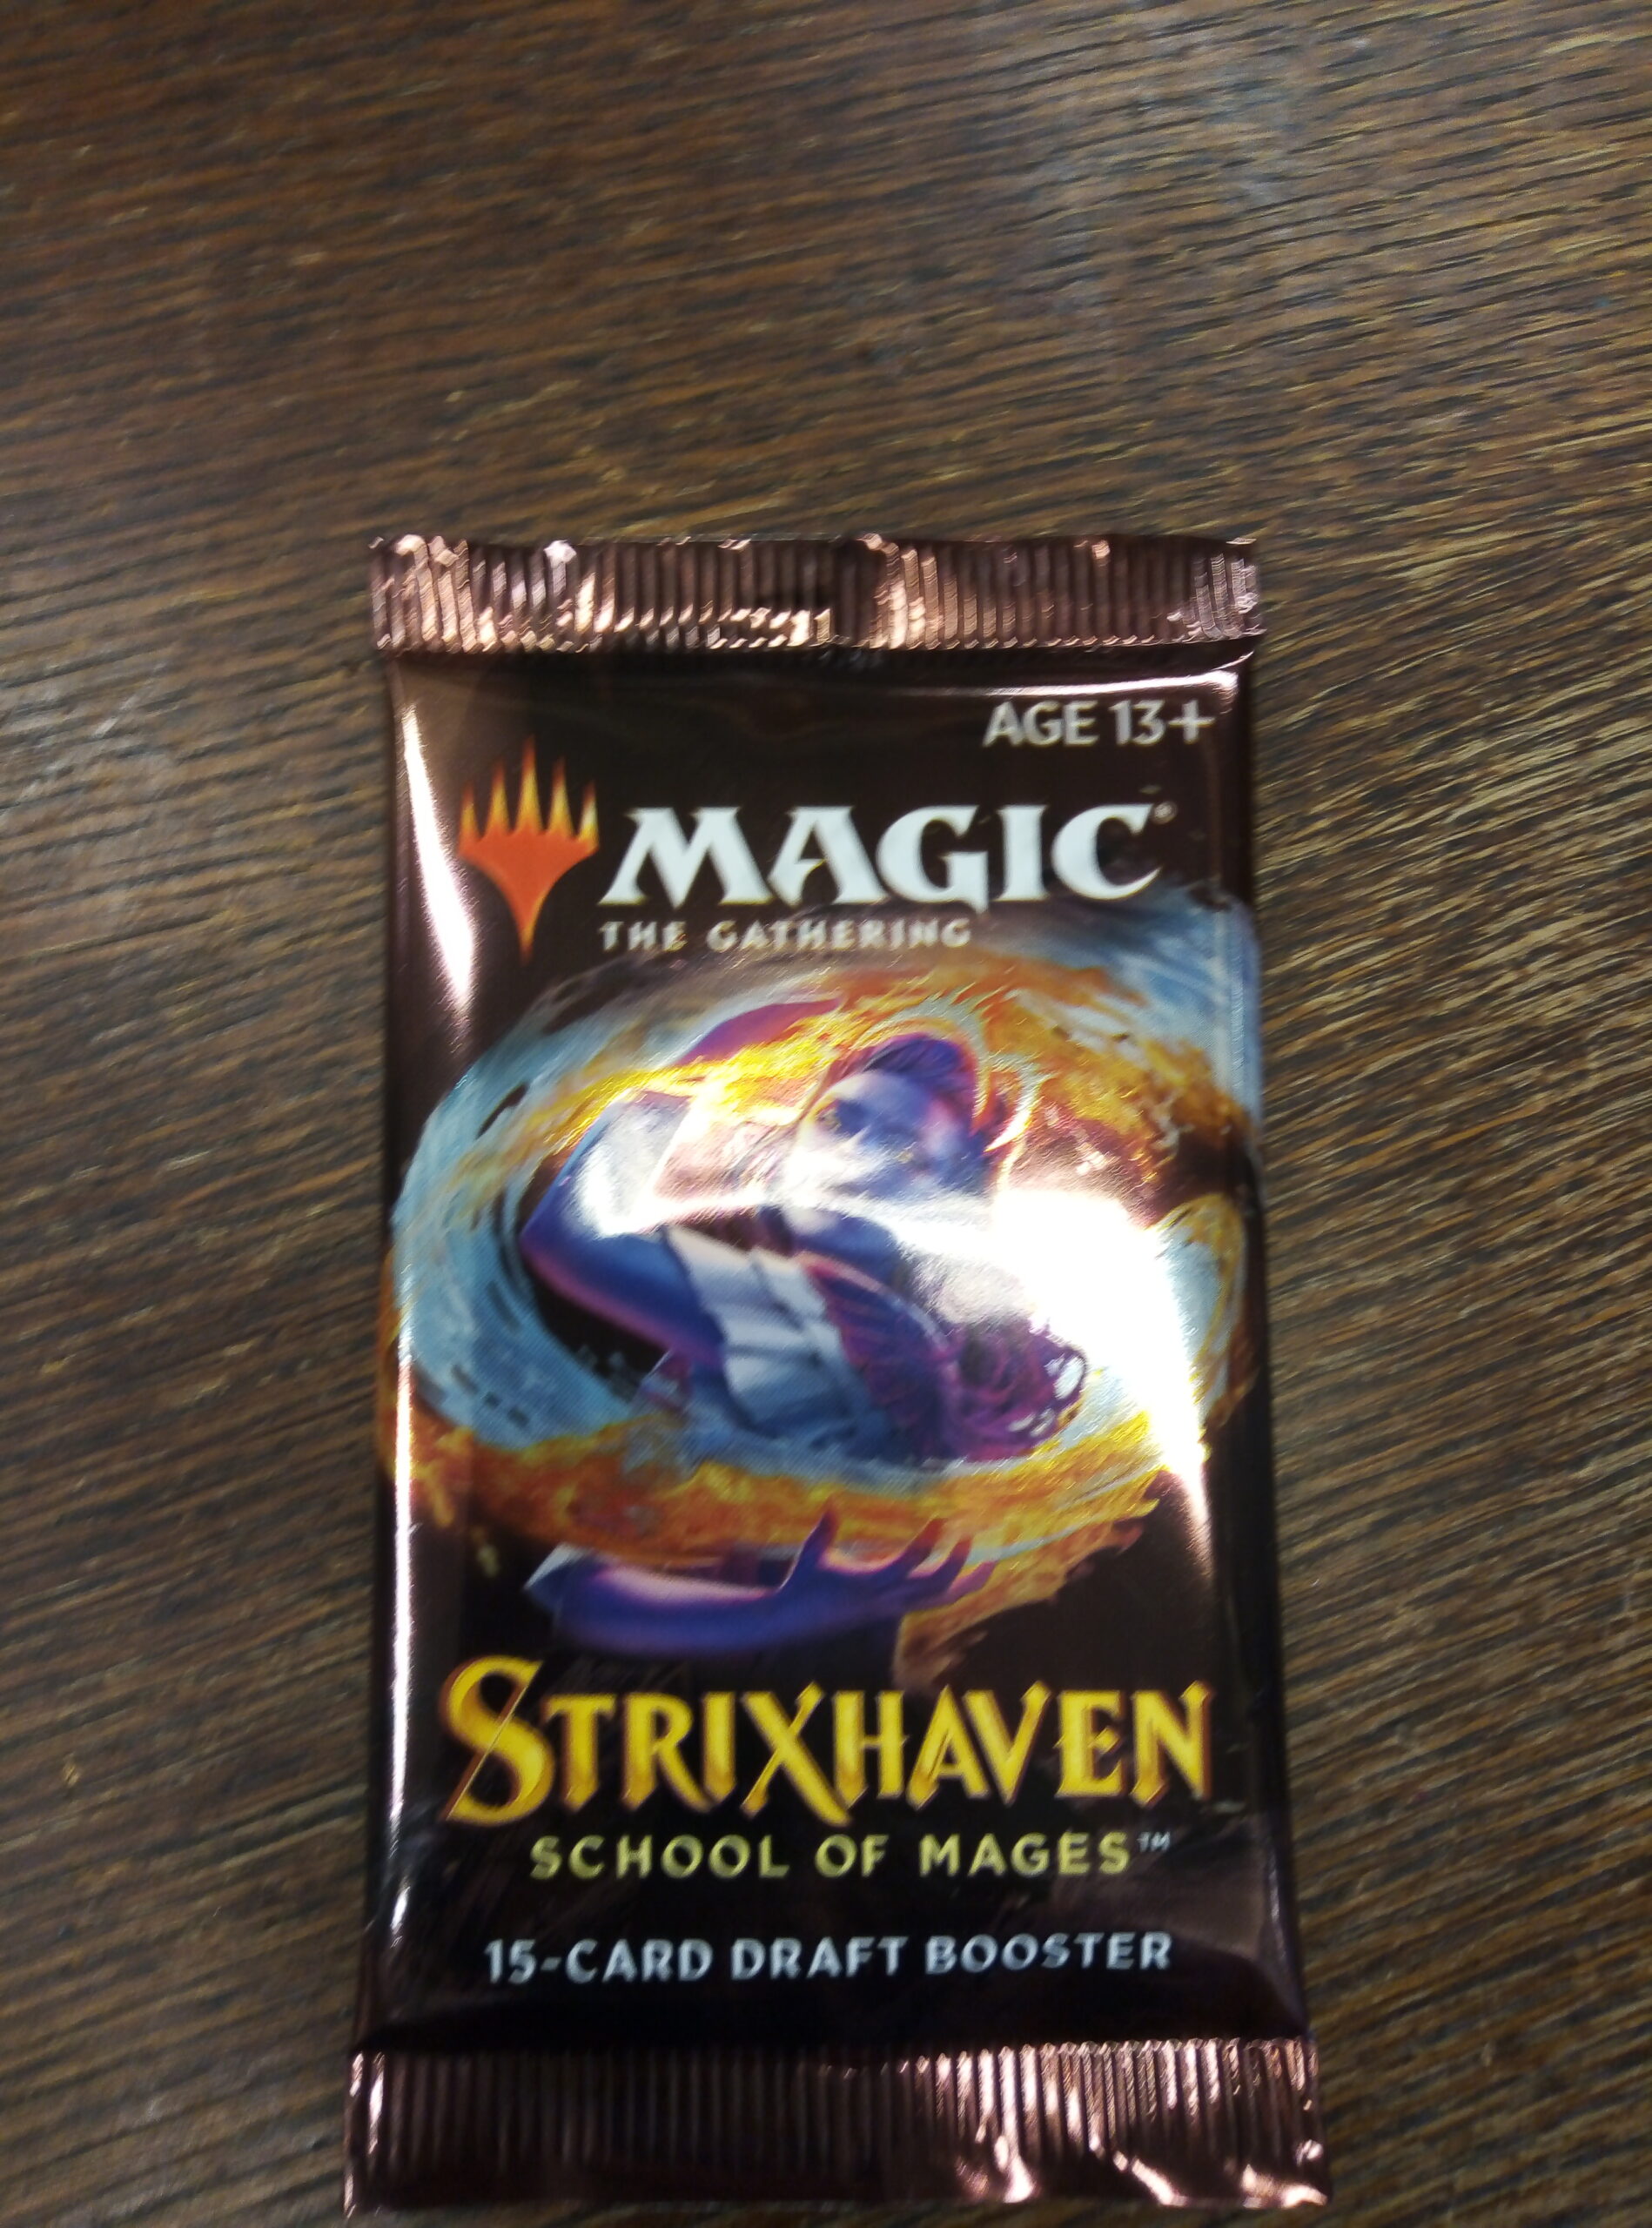 AGE 13+
MAGIC®
THE GATHERING
STRIXHAVEN
SCHOOL OF MAGES™
15-CARD DRAFT BOOSTER